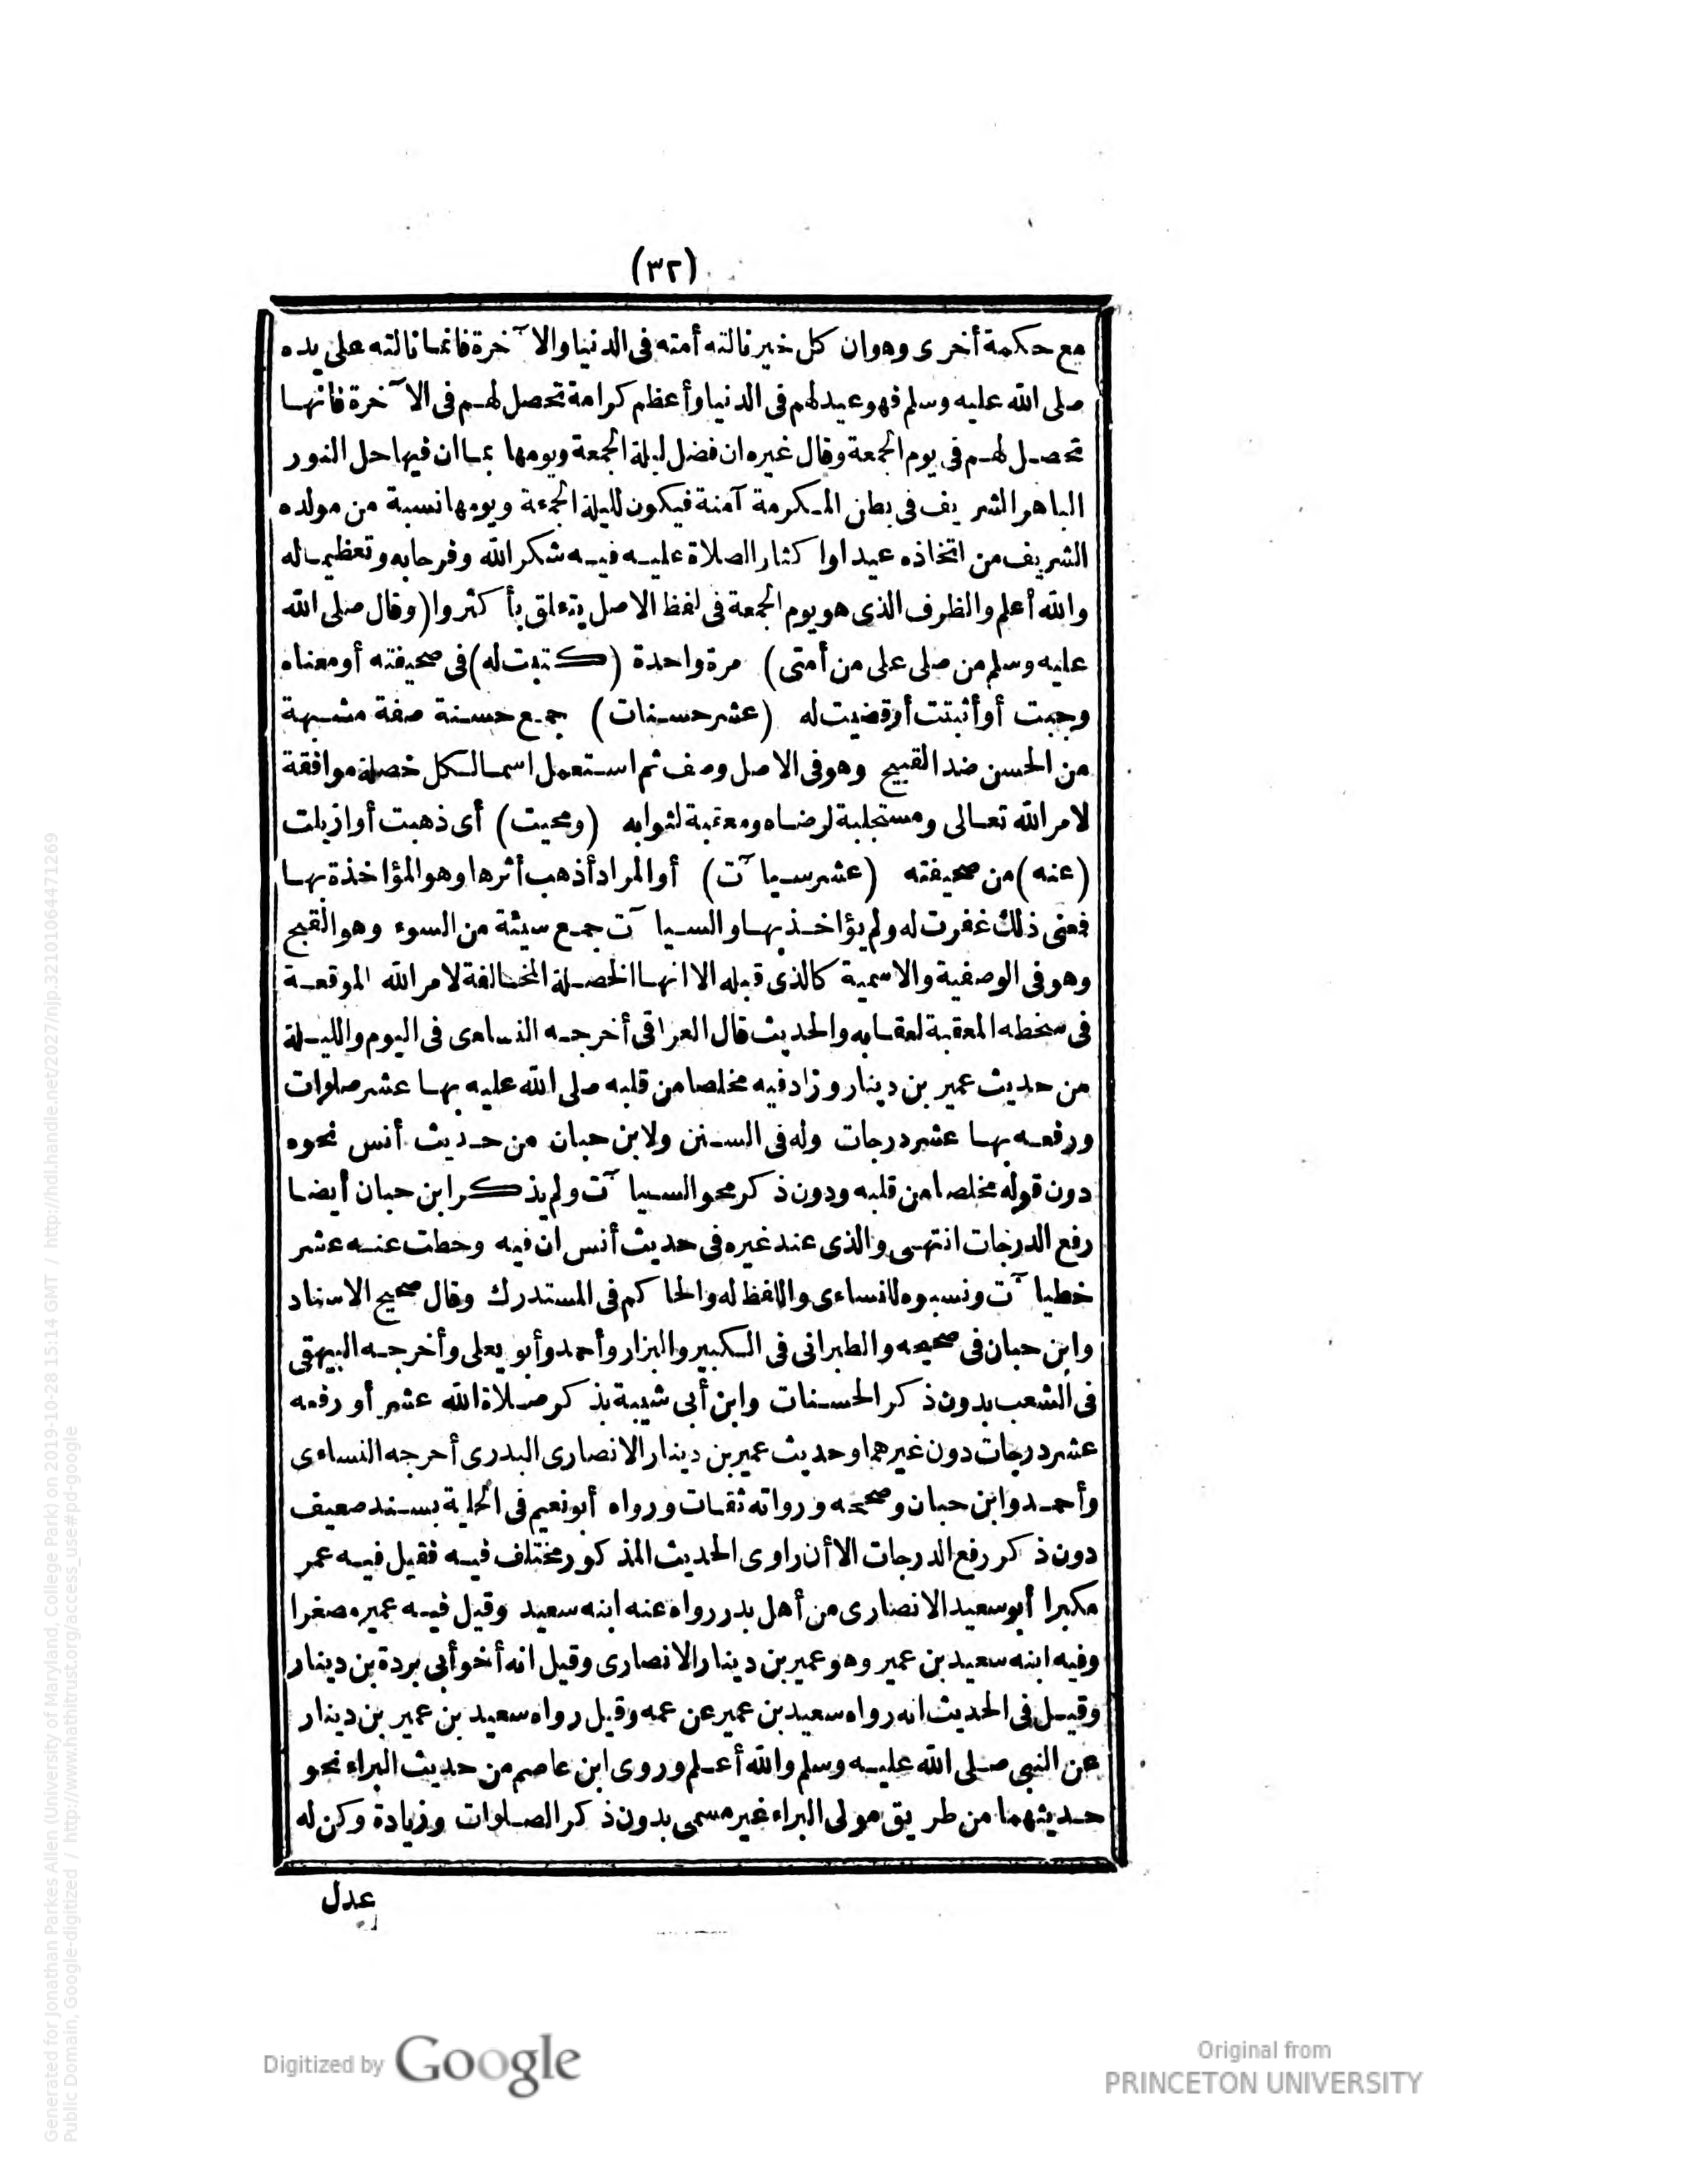 (٣٢)
مع حكمة أخرى وهو ان كل خير نالته أمته فى الدنيا والا آخرة فانما نالته على يده
صلى الله عليه وسلم فهو عيد لهم فى الدنيا وأعظم كرامة تحصل لهم فى الا آخرة فانها
تحصل لهم فى يوم الجمعة وقال غيره ان فضل ليلة الجمعة ويومها بما ان فيها حل النور
الباهر الشريف فى بطن المكرمة آمنة فيكون لليلة الجمعة ويومها نسبة من مولده
الشريف من اتخاذه عيدا واكثار الصلاة عليه فيه شكر الله وفرحا به وتعظيما له
والله أعلم والظرف الذى هو يوم الجمعة فى لفظ الاصل يتعلق بأكثروا (وقال صلى الله
عليه وسلم من صلى على من أمتى) مرة واحدة (كتبت له) فى صحيفته أو معناه
وجبت أو أثبتت أو قضيت له (عشر حسنات) جمع حسنة صفة مشبهة
من الحسن ضد القبيح وهو فى الاصل وصف ثم استعمل اسما لكل خصلة موافقة
لامر الله تعالى ومستجلبة لرضاه ومعقبة لثوابه (ومحيت) أى ذهبت أو ازيلت
(عنه) من صحيفته (عشر سيا آت) أو المراد أذهب أثرها وهو المؤاخذة بها
فعنى ذلك غفرت له ولم يؤاخذ بها والسيا آت جمع سيئة من السوء وهو القبح
وهو فى الوصفية والاسمية كالذى قبله الا انها الخصلة المخالفة لامر الله الموقعة
فى سخطه المعقبة لعقابه والحديث قال العراقى أخرجه النساءى فى اليوم والليلة
من حديث عمير بن دينار وزاد فيه مخلصا من قلبه صلى الله عليه بها عشر صلوات
ورفعه بها عشر درجات وله فى السنن ولابن حبان من حديث أنس نحوه
دون قوله مخلصا من قلبه ودون ذكر محو السيا آت ولم يذكر ابن حبان أيضا
رفع الدرجات انتهى والذى عند غيره فى حديث أنس ان فيه وحطت عنه عشر
خطيا آت ونسبوه للنساءى واللفظ له والحاكم فى المستدرك وقال صحيح الاسناد
وابن حبان فى صحيحه والطبرانى فى الكبير والبزار وأحمد وأبو يعلى وأخرجه البيهقى
فى الشعب بدون ذكر الحسنات وابن أبى شيبة بذكر صلاة الله عشر أو رفعه
عشر درجات دون غيرهما وحديث عمير بن دينار الانصارى البدرى أخرجه النساءى
وأحمد وابن حبان وصححه ورواته ثقات ورواه أبو نعيم فى الحلية بسند ضعيف
دون ذكر رفع الدرجات الا أن راوى الحديث المذكور مختلف فيه فقيل فيه عمر
مكبرا أبو سعيد الانصارى من أهل بدر رواه عنه ابنه سعيد وقيل فيه عمير مصغرا
وفيه ابنه سعيد بن عمير وهو عمير بن دينار الانصارى وقيل انه أخو أبى بردة بن دينار
وقيل فى الحديث انه رواه سعيد بن عمير عن عمه وقيل رواه سعيد بن عمير بن دينار
عن النبى صلى الله عليه وسلم والله أعلم وروى ابن عاصم من حديث البراء نحو
حديثهما من طريق مولى البراء غير مسمى بدون ذكر الصلوات وزيادة وكن له
عدل
Digitized by Google
Original from
PRINCETON UNIVERSITY
Generated for Jonathan Parkes Allen (University of Maryland, College Park) on 2019-10-28 15:14 GMT / http://hdl.handle.net/2027/njp.32101064471269
Public Domain, Google-digitized / http://www.hathitrust.org/access_use#pd-google